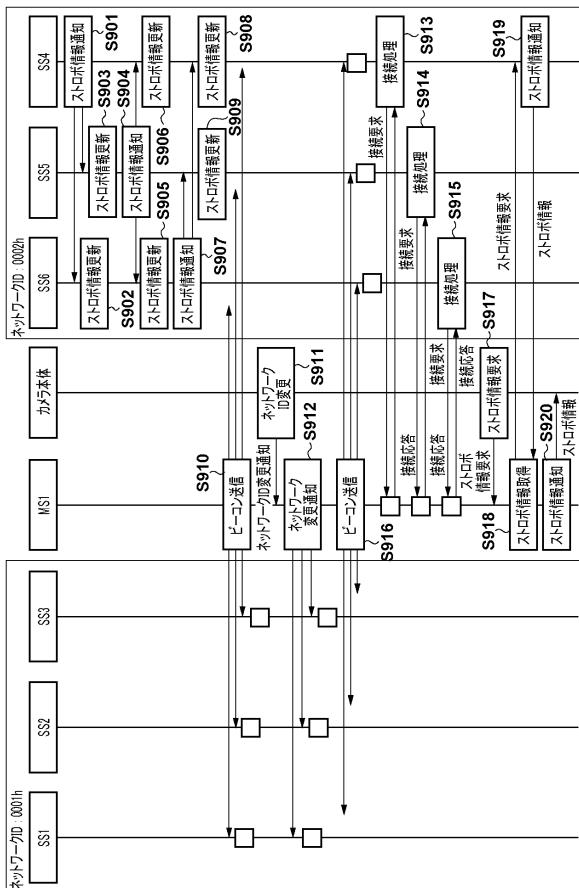 ネットワークID : 0001h
SS1
SS2
SS3
MS1
カメラ本体
ネットワークID : 0002h
SS6
SS5
SS4
ストロボ情報通知
S901
ストロボ情報更新
S902
ストロボ情報更新
S903
ストロボ情報通知
S904
ストロボ情報更新
S905
ストロボ情報更新
S906
ストロボ情報通知
S907
ストロボ情報更新
S908
ストロボ情報更新
S909
ビーコン送信
S910
ネットワーク
ID変更
S911
ネットワークID変更通知
ネットワーク
変更通知
S912
ビーコン送信
S916
接続要求
接続処理
S913
接続応答
接続要求
接続処理
S914
接続応答
接続要求
接続処理
S915
接続応答
ストロボ情報要求
S917
ストロボ
情報要求
ストロボ情報取得
S918
ストロボ情報要求
ストロボ情報通知
S919
ストロボ情報
ストロボ情報通知
S920
ストロボ情報